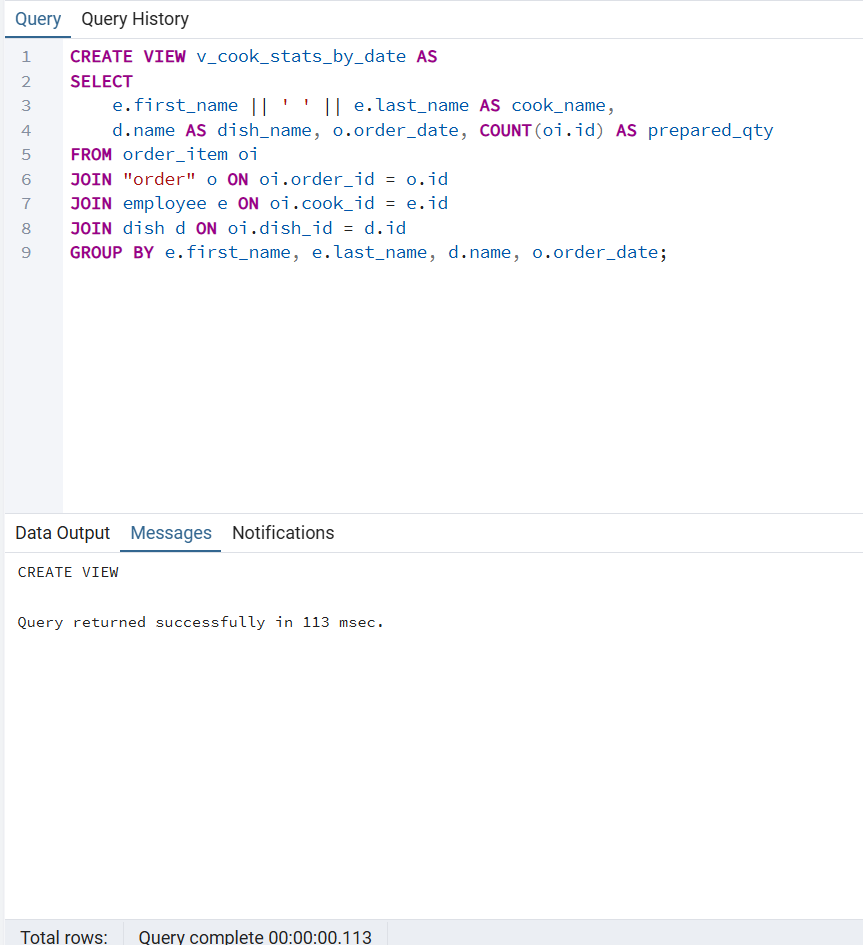 Query Query History
1 CREATE VIEW v_cook_stats_by_date AS
2 SELECT
3     e.first_name || ' ' || e.last_name AS cook_name,
4     d.name AS dish_name, o.order_date, COUNT(oi.id) AS prepared_qty
5 FROM order_item oi
6 JOIN "order" o ON oi.order_id = o.id
7 JOIN employee e ON oi.cook_id = e.id
8 JOIN dish d ON oi.dish_id = d.id
9 GROUP BY e.first_name, e.last_name, d.name, o.order_date;
Data Output Messages Notifications
CREATE VIEW
Query returned successfully in 113 msec.
Total rows: Query complete 00:00:00.113